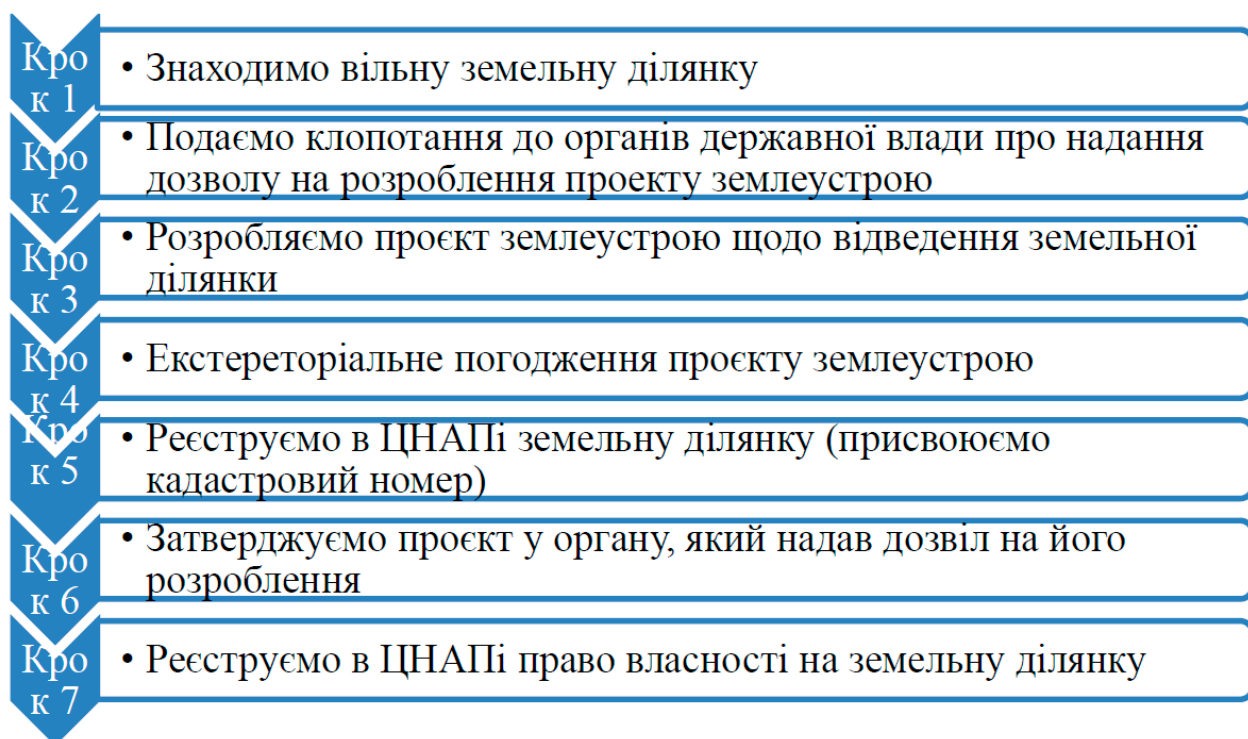 Кро
к 1
• Знаходимо вільну земельну ділянку
Кро
к 2
• Подаємо клопотання до органів державної влади про надання
дозволу на розроблення проекту землеустрою
Кро
к 3
• Розробляємо проєкт землеустрою щодо відведення земельної
ділянки
Кро
к 4
• Екстереторіальне погодження проєкту землеустрою
Кро
к 5
• Реєструємо в ЦНАПі земельну ділянку (присвоюємо
кадастровий номер)
Кро
к 6
• Затверджуємо проєкт у органу, який надав дозвіл на його
розроблення
Кро
к 7
• Реєструємо в ЦНАПі право власності на земельну ділянку